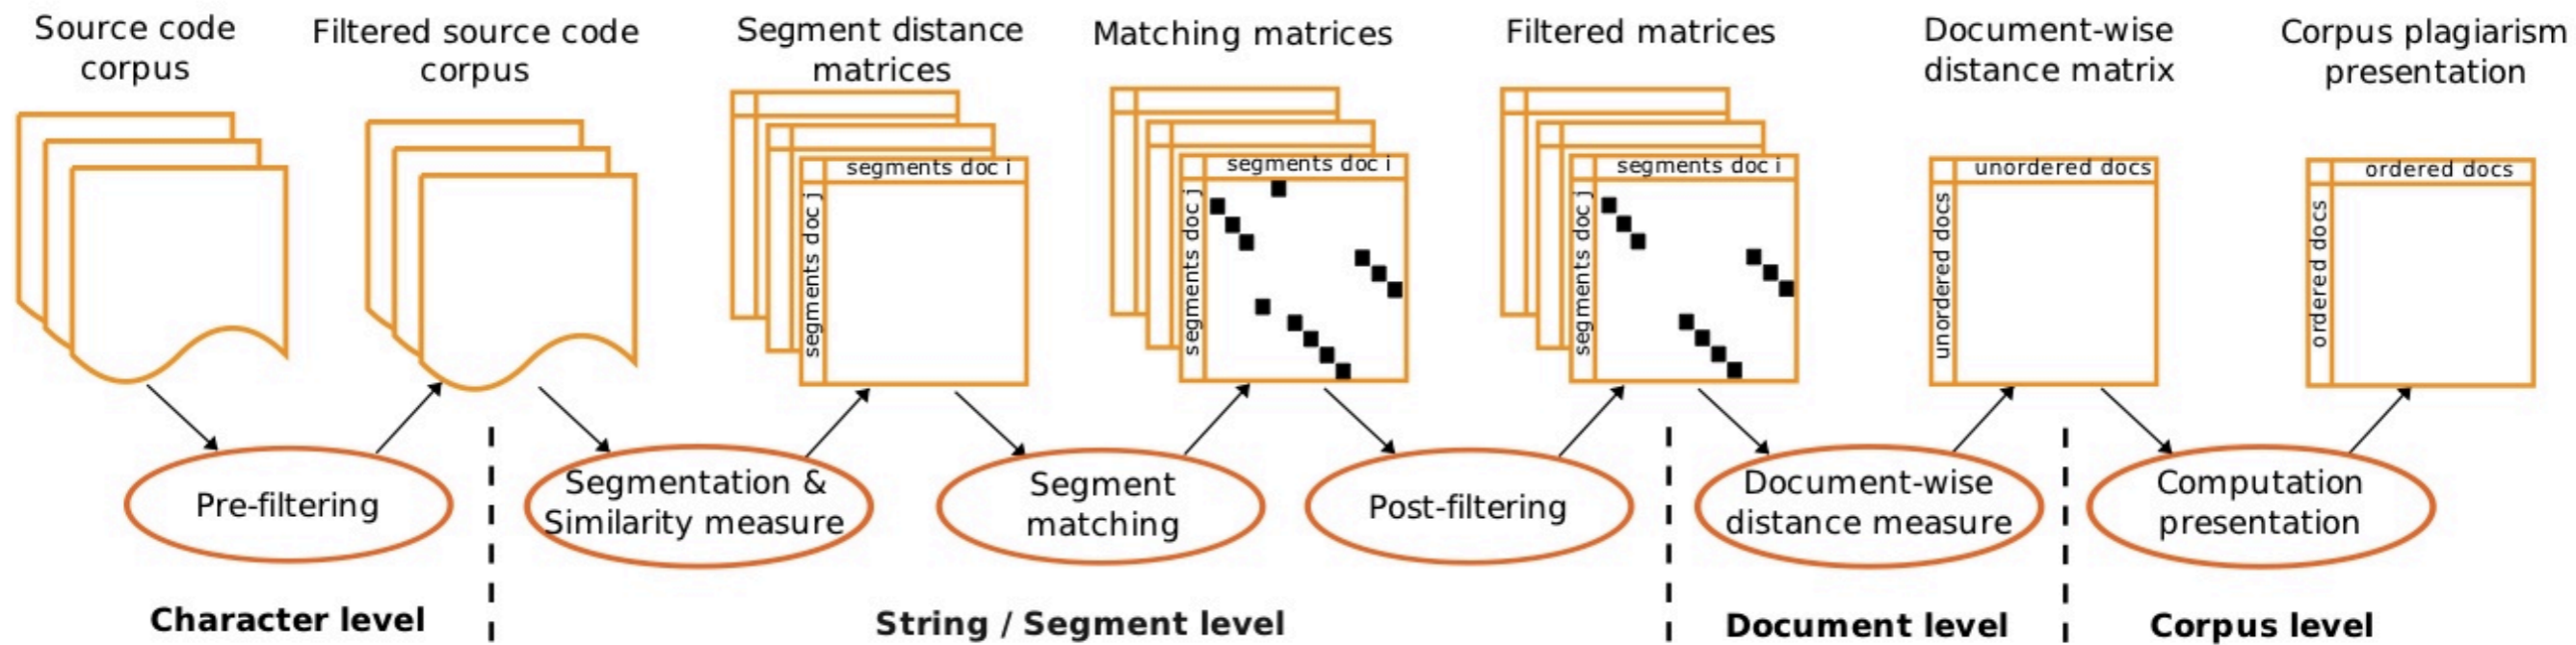 Source code
corpus
Filtered source code
corpus
Segment distance
matrices
Matching matrices
Filtered matrices
Document-wise
distance matrix
Corpus plagiarism
presentation
segments doc i
segments doc j
segments doc i
segments doc j
segments doc i
segments doc j
unordered docs
unordered docs
ordered docs
ordered docs
Pre-filtering
Segmentation &
Similarity measure
Segment
matching
Post-filtering
Document-wise
distance measure
Computation
presentation
Character level
String / Segment level
Document level
Corpus level